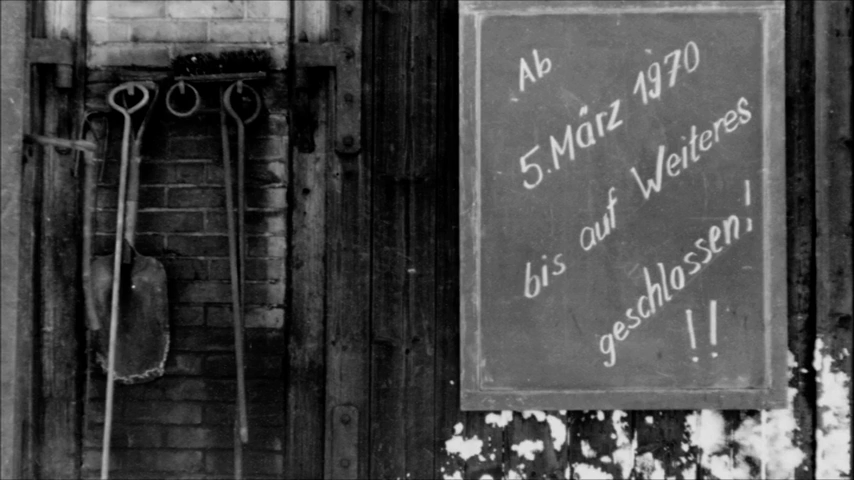 Ab
5. März 1970
bis auf Weiteres
geschlossen!
!!